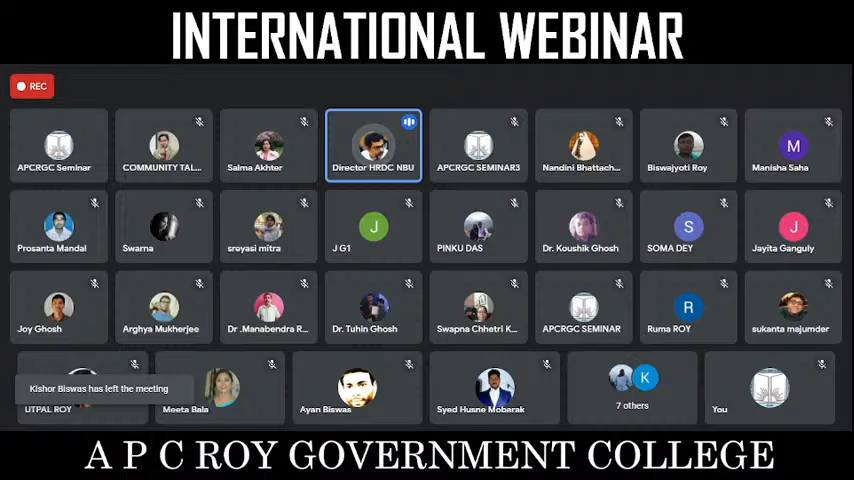 INTERNATIONAL WEBINAR
REC
APCRGC Seminar
COMMUNITY TAL...
Salma Akhter
Director HRDC NBU
APCRGC SEMINAR3
Nandini Bhattach...
Biswajyoti Roy
M
Manisha Saha
Prosanta Mandal
Swarna
sreyasi mitra
J
J G1
PINKU DAS
Dr. Koushik Ghosh
S
SOMA DEY
J
Jayita Ganguly
Joy Ghosh
Arghya Mukherjee
Dr .Manabendra R...
Dr. Tuhin Ghosh
Swapna Chhetri K...
APCRGC SEMINAR
R
Ruma ROY
sukanta majumder
Kishor Biswas has left the meeting
UTPAL ROY
Meeta Bala
Ayan Biswas
Syed Husne Mobarak
K
7 others
You
A P C ROY GOVERNMENT COLLEGE